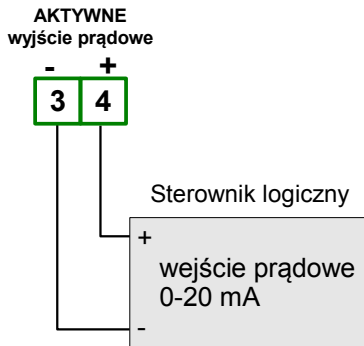 AKTYWNE
wyjście prądowe
- +
3 4
Sterownik logiczny
+
wejście prądowe
0-20 mA
-